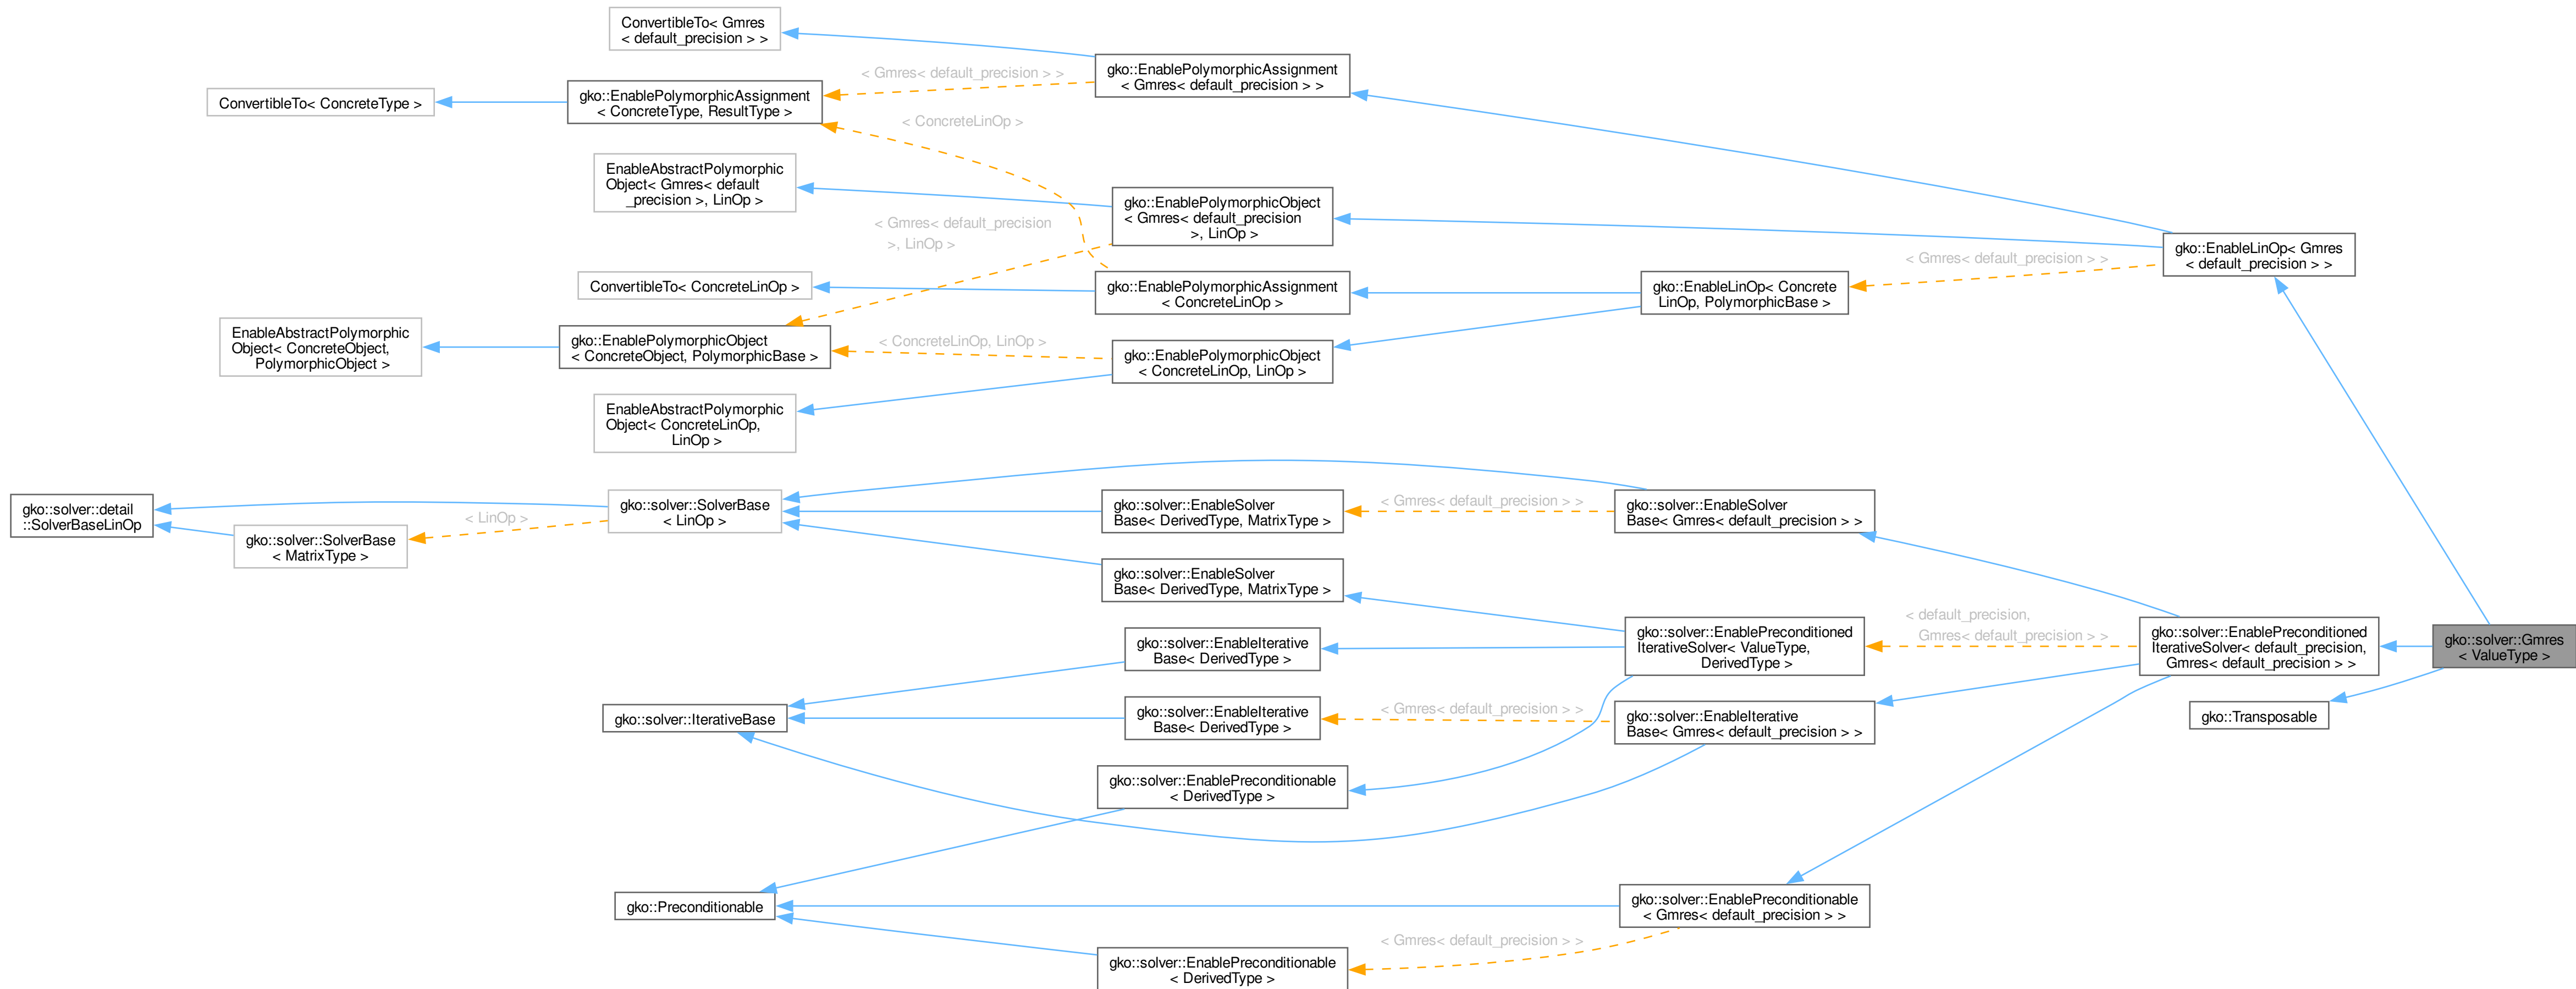 ConvertibleTo< Gmres
< default_precision > >
gko::EnablePolymorphicAssignment
< Gmres< default_precision > >
< Gmres< default_precision > >
ConvertibleTo< ConcreteType >
gko::EnablePolymorphicAssignment
< ConcreteType, ResultType >
< ConcreteLinOp >
EnableAbstractPolymorphic
Object< Gmres< default
_precision >, LinOp >
gko::EnablePolymorphicObject
< Gmres< default_precision
>, LinOp >
< Gmres< default_precision
>, LinOp >
gko::EnableLinOp< Gmres
< default_precision > >
< Gmres< default_precision > >
ConvertibleTo< ConcreteLinOp >
gko::EnablePolymorphicAssignment
< ConcreteLinOp >
gko::EnableLinOp< Concrete
LinOp, PolymorphicBase >
EnableAbstractPolymorphic
Object< ConcreteObject,
PolymorphicObject >
gko::EnablePolymorphicObject
< ConcreteObject, PolymorphicBase >
< ConcreteLinOp, LinOp >
gko::EnablePolymorphicObject
< ConcreteLinOp, LinOp >
EnableAbstractPolymorphic
Object< ConcreteLinOp,
LinOp >
gko::solver::detail
::SolverBaseLinOp
gko::solver::SolverBase
< MatrixType >
< LinOp >
gko::solver::SolverBase
< LinOp >
gko::solver::EnableSolver
Base< DerivedType, MatrixType >
< Gmres< default_precision > >
gko::solver::EnableSolver
Base< Gmres< default_precision > >
gko::solver::EnableSolver
Base< DerivedType, MatrixType >
gko::solver::EnableIterative
Base< DerivedType >
gko::solver::EnablePreconditioned
IterativeSolver< ValueType,
DerivedType >
< default_precision,
Gmres< default_precision > >
gko::solver::EnablePreconditioned
IterativeSolver< default_precision,
Gmres< default_precision > >
gko::solver::Gmres
< ValueType >
gko::solver::IterativeBase
gko::solver::EnableIterative
Base< DerivedType >
< Gmres< default_precision > >
gko::solver::EnableIterative
Base< Gmres< default_precision > >
gko::Transposable
gko::solver::EnablePreconditionable
< DerivedType >
gko::Preconditionable
gko::solver::EnablePreconditionable
< Gmres< default_precision > >
< Gmres< default_precision > >
gko::solver::EnablePreconditionable
< DerivedType >